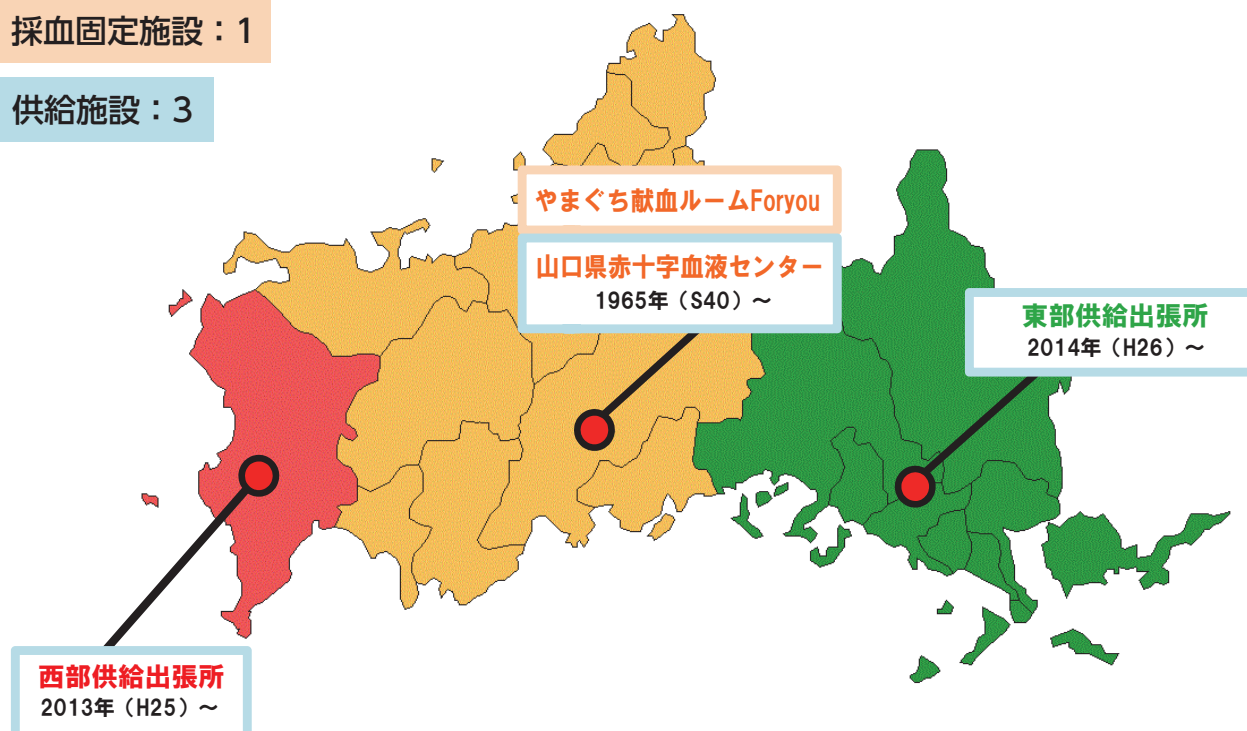 採血固定施設：1
供給施設：3
やまぐち献血ルームForyou
山口県赤十字血液センター
1965年（S40）～
東部供給出張所
2014年（H26）～
西部供給出張所
2013年（H25）～